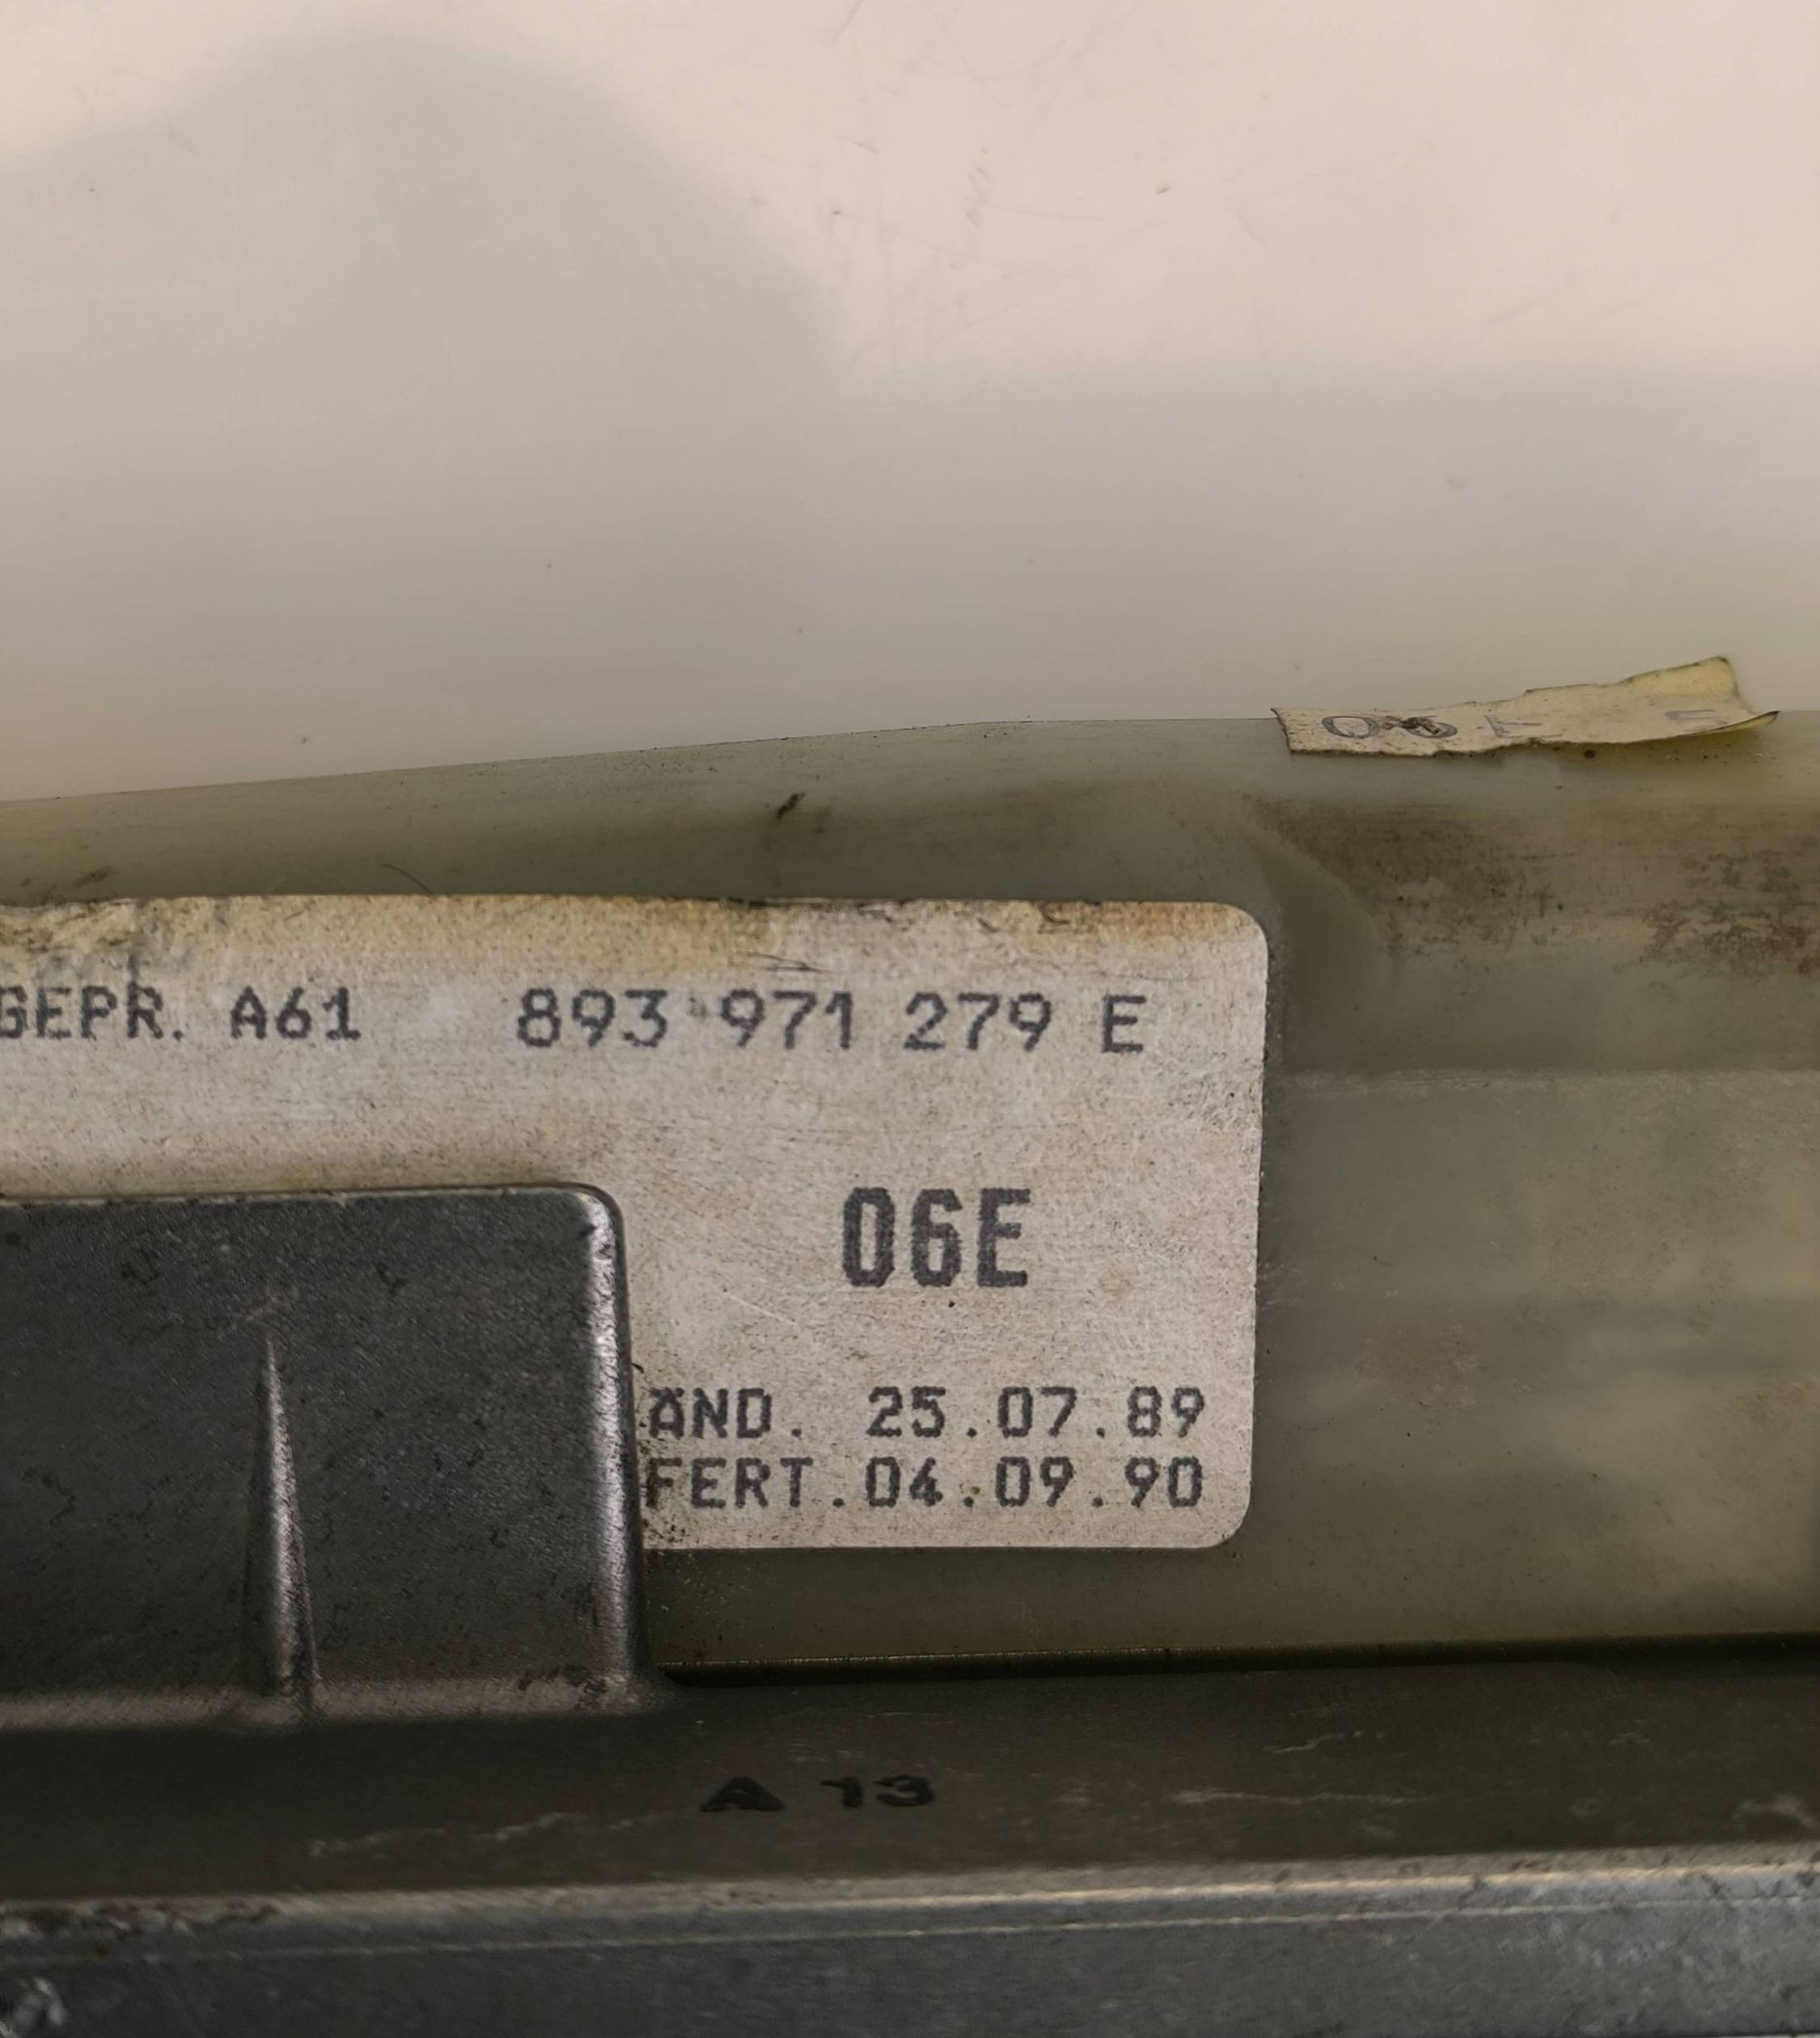 GEPR. A61 893 971 279 E
06E
ÄND. 25.07.89
FERT.04.09.90
A 13